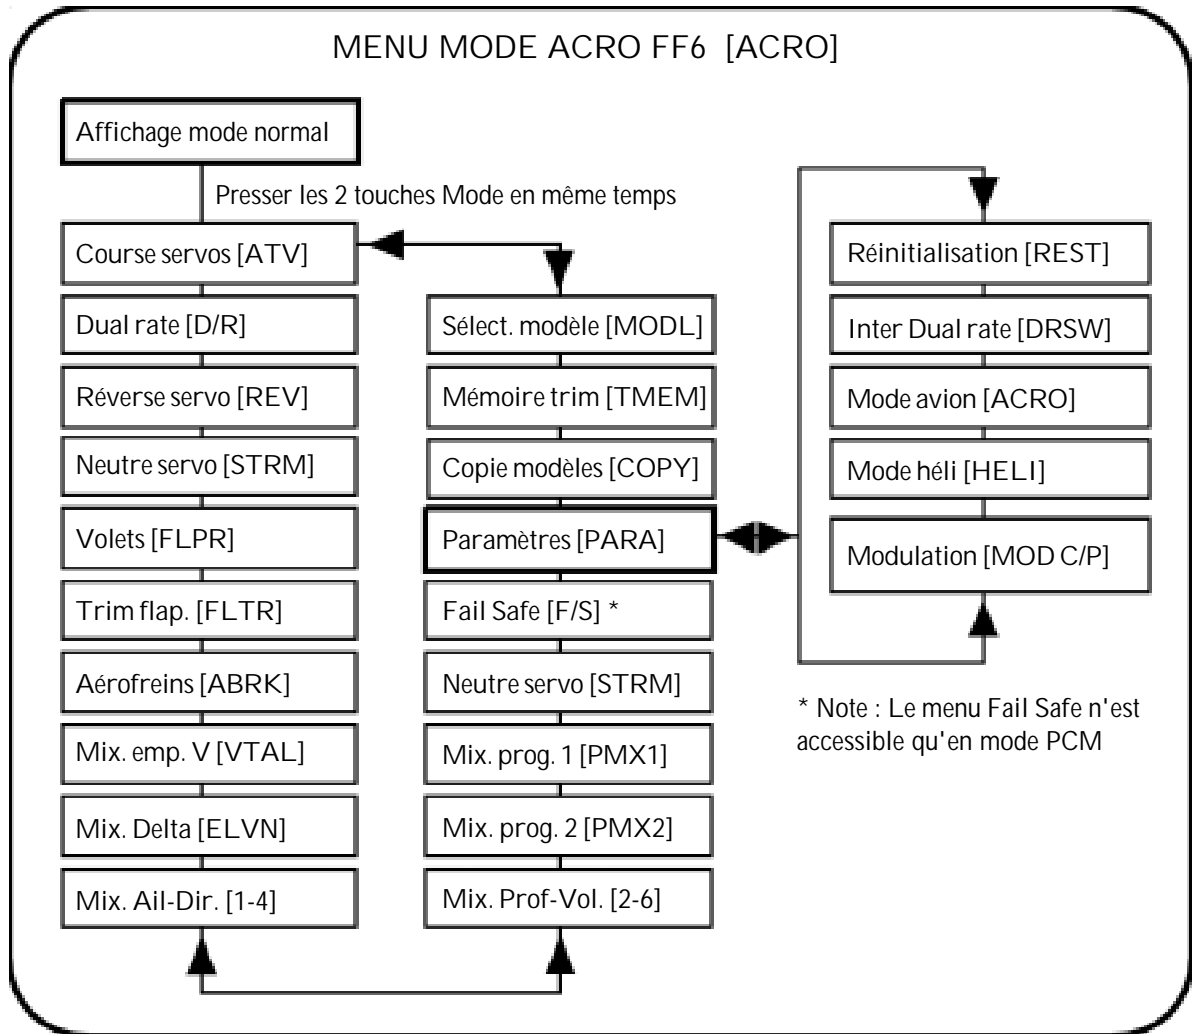 MENU MODE ACRO FF6 [ACRO]
Affichage mode normal
Presser les 2 touches Mode en même temps
Course servos [ATV]
Dual rate [D/R]
Réverse servo [REV]
Neutre servo [STRM]
Volets [FLPR]
Trim flap. [FLTR]
Aérofreins [ABRK]
Mix. emp. V [VTAL]
Mix. Delta [ELVN]
Mix. Ail-Dir. [1-4]
Sélect. modèle [MODL]
Mémoire trim [TMEM]
Copie modèles [COPY]
Paramètres [PARA]
Fail Safe [F/S] *
Neutre servo [STRM]
Mix. prog. 1 [PMX1]
Mix. prog. 2 [PMX2]
Mix. Prof-Vol. [2-6]
Réinitialisation [REST]
Inter Dual rate [DRSW]
Mode avion [ACRO]
Mode héli [HELI]
Modulation [MOD C/P]
* Note : Le menu Fail Safe n'est
accessible qu'en mode PCM